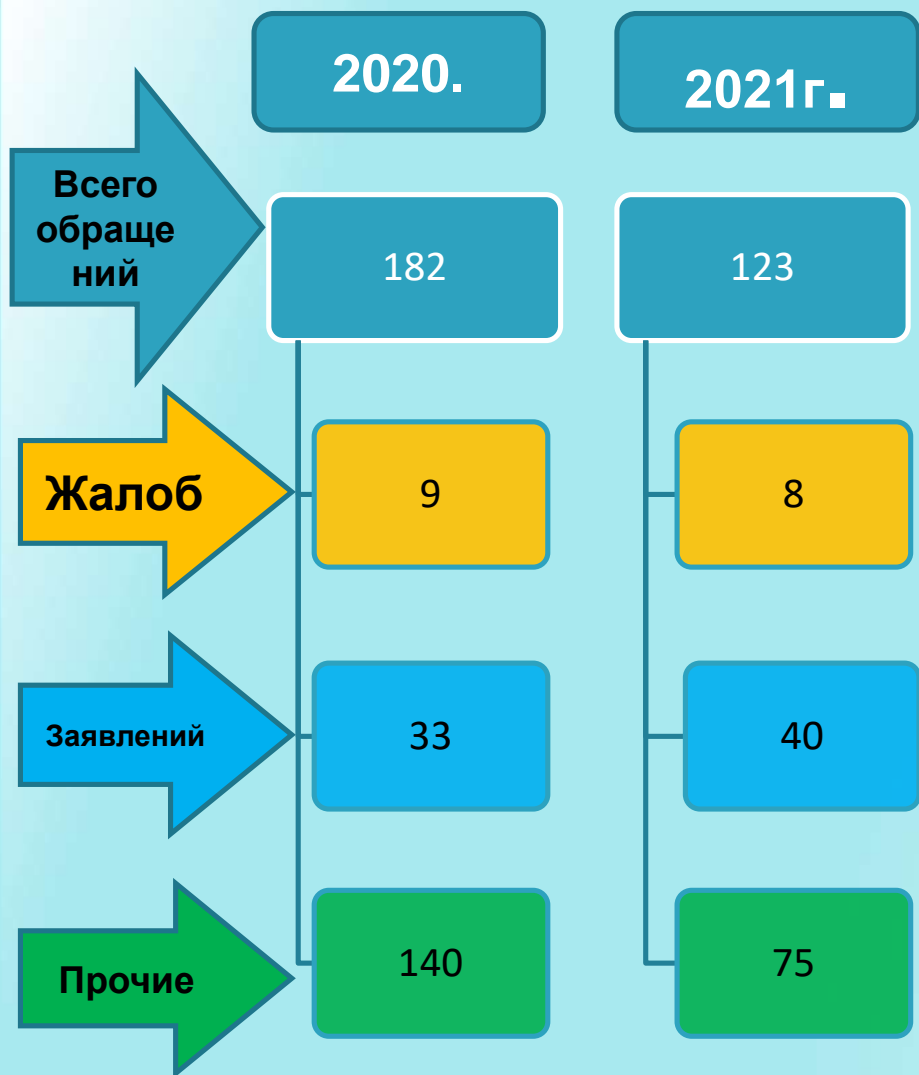 2020.
2021г.
Всего
обраще
ний
182
123
Жалоб
9
8
Заявлений
33
40
Прочие
140
75